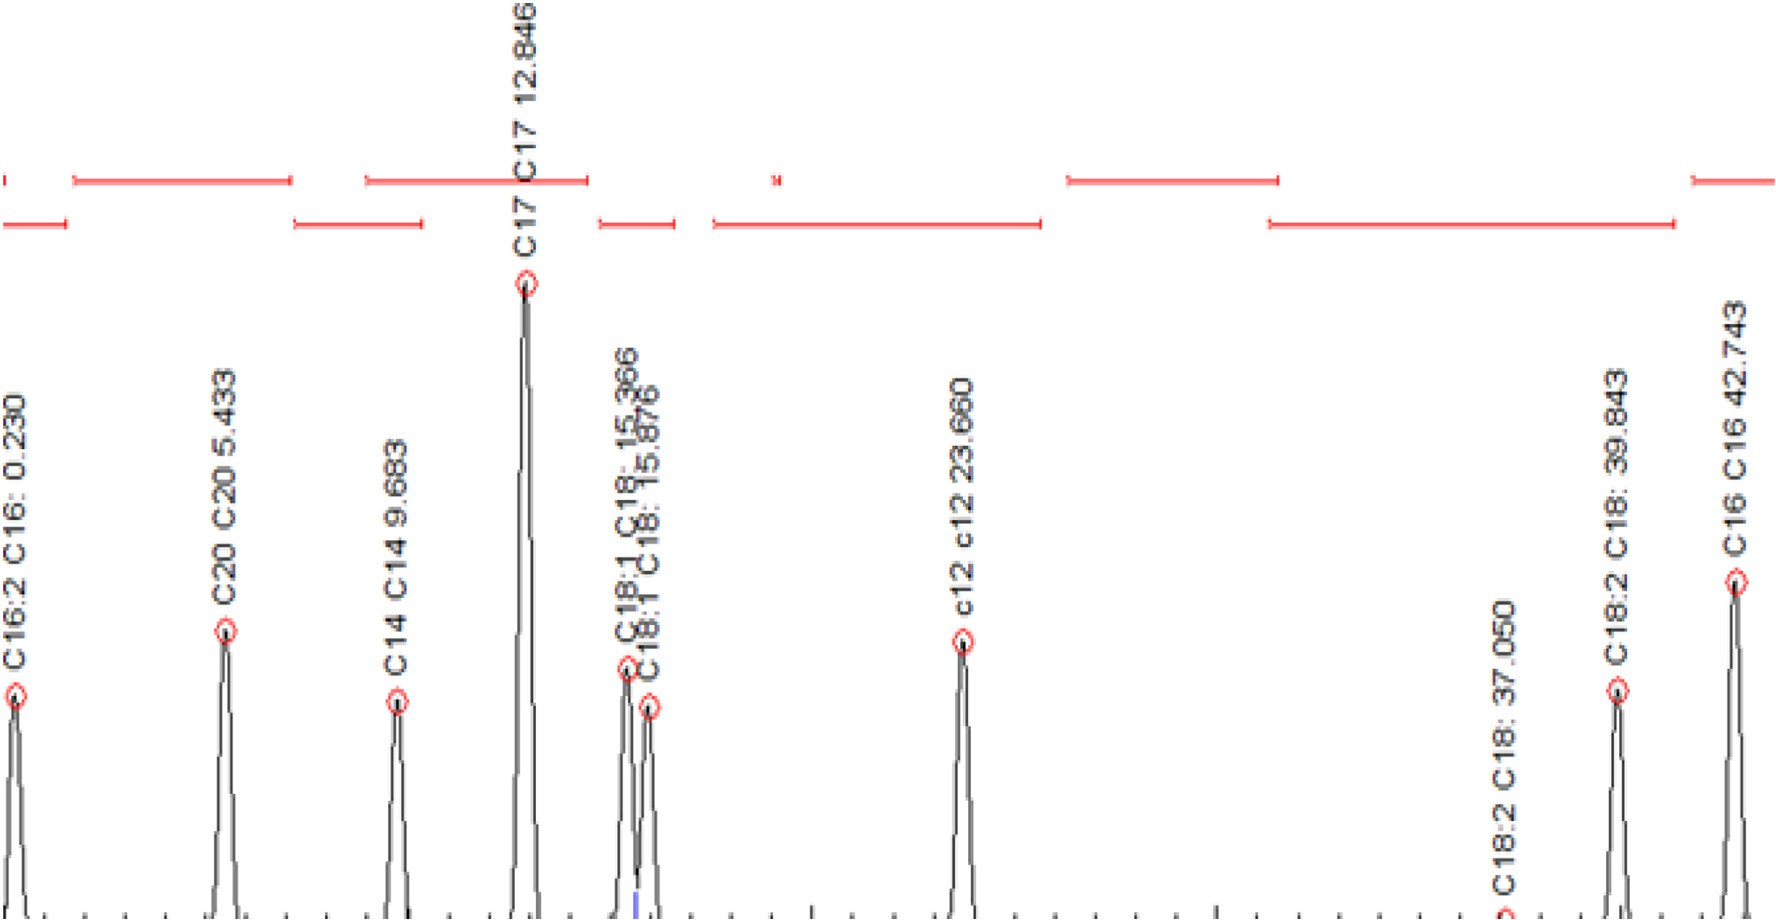 C16:2 C16: 0.230
C20 C20 5.433
C14 C14 9.683
C17 C17 12.846
C18:1 C18: 15.366
C18:1 C18: 15.876
c12 c12 23.660
C18:2 C18: 37.050
C18:2 C18: 39.843
C16 C16 42.743